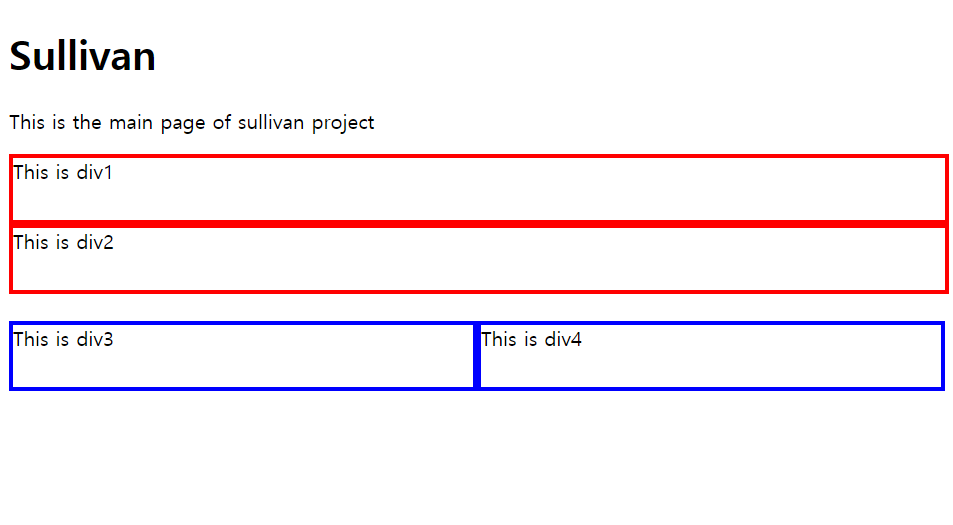 Sullivan
This is the main page of sullivan project
This is div1
This is div2
This is div3
This is div4